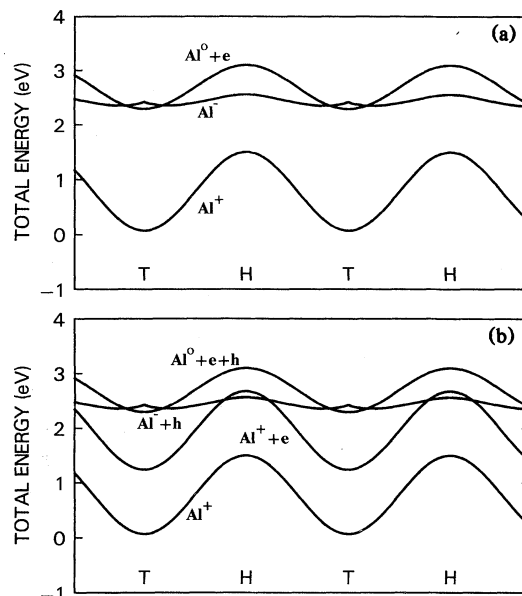 (a)
TOTAL ENERGY (eV)
4
3
2
1
0
−1
Al⁰+e
Al⁻
Al⁺
T H T H
(b)
TOTAL ENERGY (eV)
4
3
2
1
0
−1
Al⁰+e+h
Al⁻+h
Al⁺+e
Al⁺
T H T H